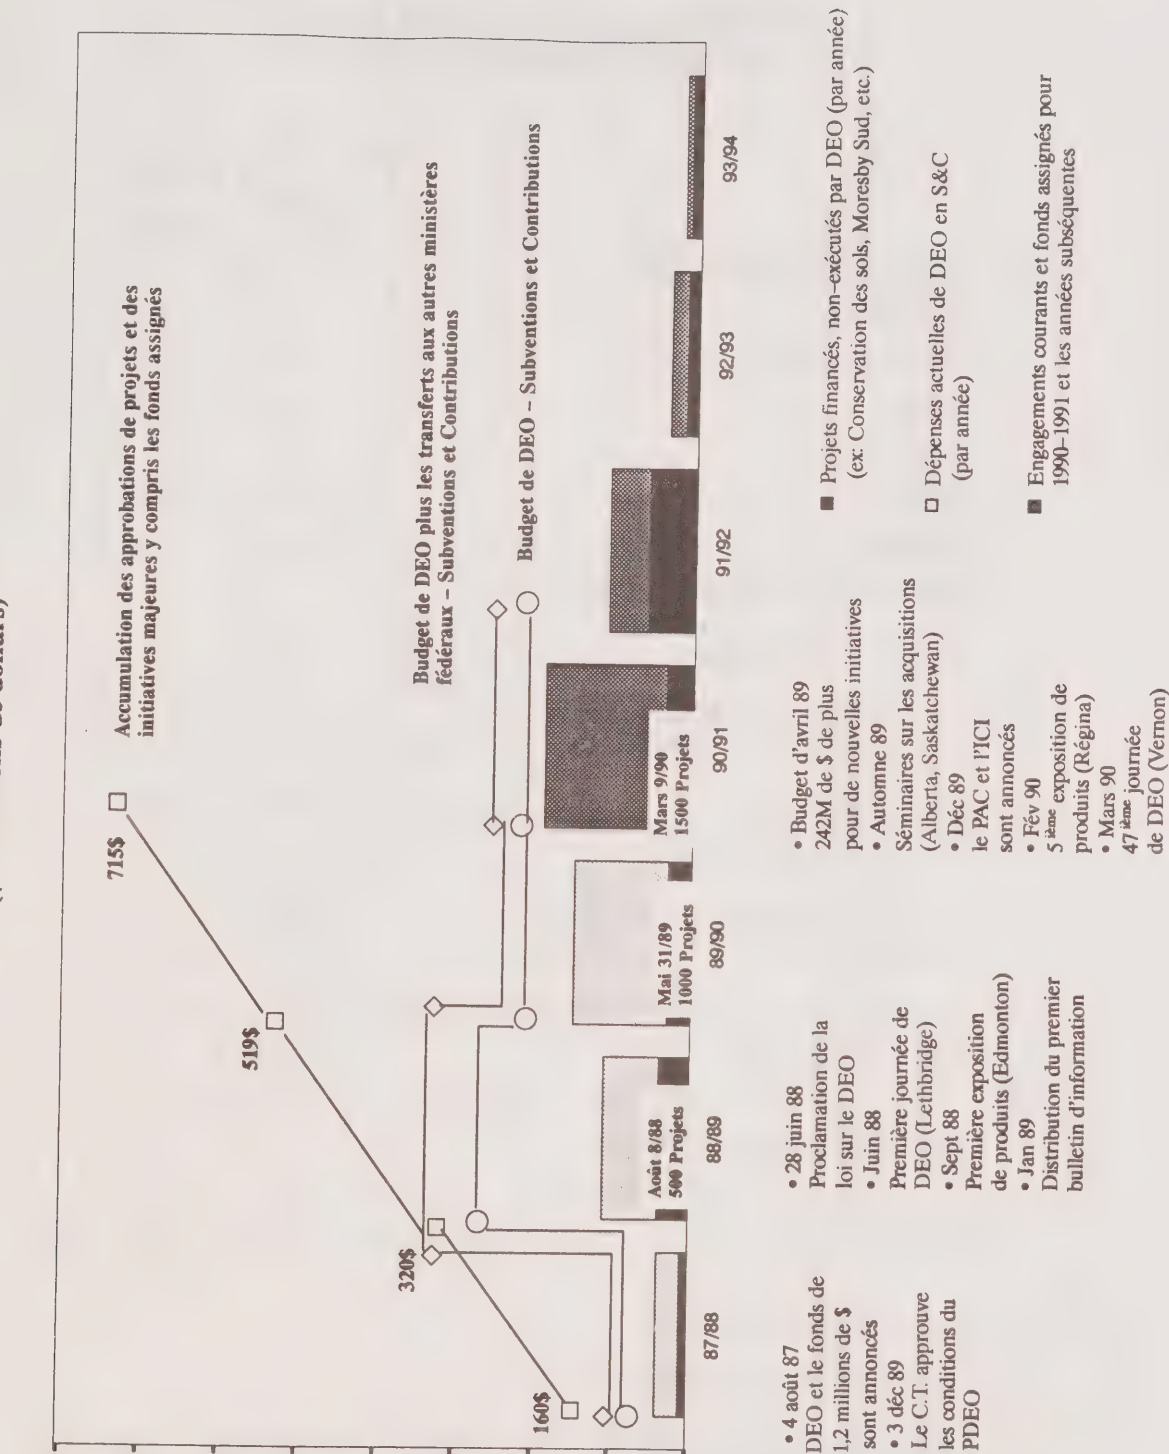 Accumulation des approbations de projets et des
initiatives majeures y compris les fonds assignés
715$
519$
320$
160$
Budget de DEO plus les transferts aux autres ministères
fédéraux – Subventions et Contributions
Budget de DEO – Subventions et Contributions
Août 8/88
500 Projets
Mai 31/89
1000 Projets
Mars 9/90
1500 Projets
87/88
88/89
89/90
90/91
91/92
92/93
93/94
• 4 août 87
DEO et le fonds de
1,2 millions de $
sont annoncés
• 3 déc 89
Le C.T. approuve
les conditions du
PDEO
• 28 juin 88
Proclamation de la
loi sur le DEO
• Juin 88
Première journée de
DEO (Lethbridge)
• Sept 88
Première exposition
de produits (Edmonton)
• Jan 89
Distribution du premier
bulletin d'information
• Budget d'avril 89
242M de $ de plus
pour de nouvelles initiatives
• Automne 89
Séminaires sur les acquisitions
(Alberta, Saskatchewan)
• Déc 89
le PAC et l'ICI
sont annoncés
• Fév 90
5 ième exposition de
produits (Régina)
• Mars 90
47 ième journée
de DEO (Vernon)
Projets financés, non-exécutés par DEO (par année)
(ex: Conservation des sols, Moresby Sud, etc.)
Dépenses actuelles de DEO en S&C
(par année)
Engagements courants et fonds assignés pour
1990-1991 et les années subséquentes